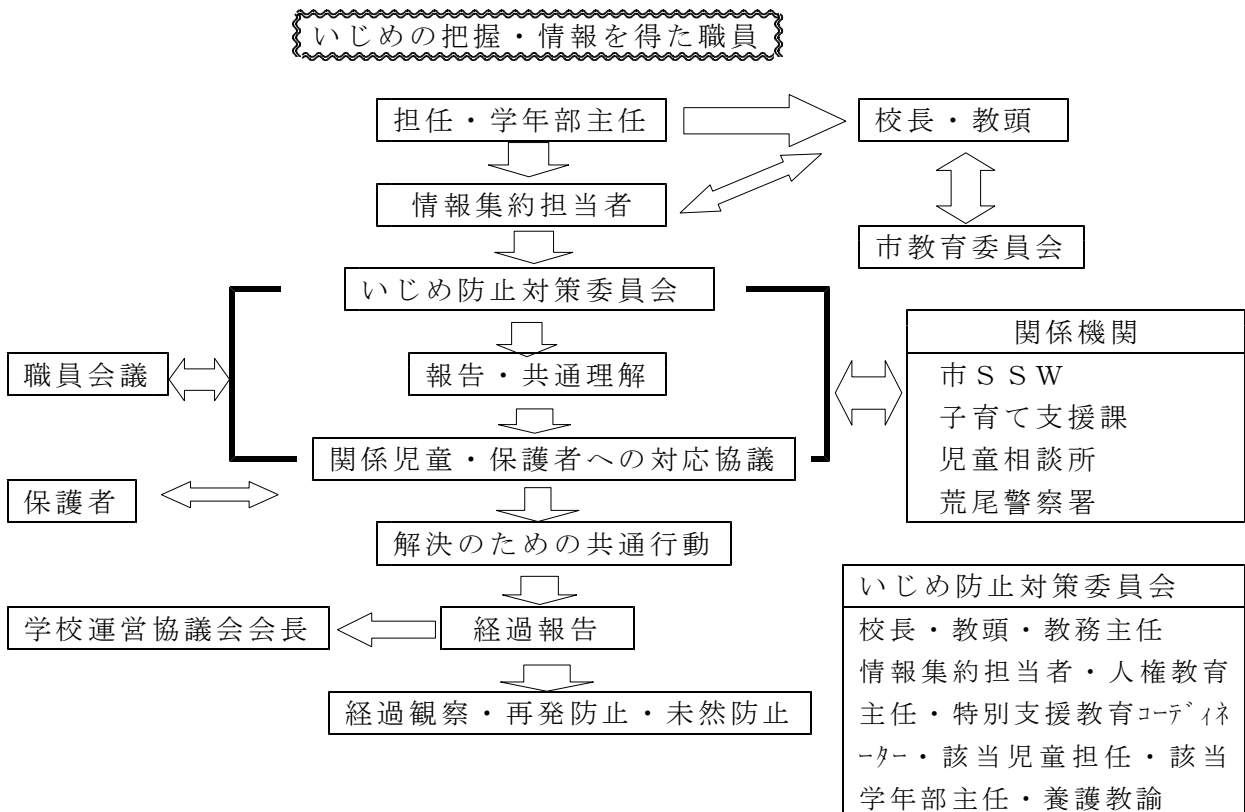 いじめの把握・情報を得た職員
担任・学年部主任
校長・教頭
情報集約担当者
市教育委員会
いじめ防止対策委員会
関係機関
市ＳＳＷ
子育て支援課
児童相談所
荒尾警察署
職員会議
報告・共通理解
関係児童・保護者への対応協議
保護者
解決のための共通行動
学校運営協議会会長
経過報告
経過観察・再発防止・未然防止
いじめ防止対策委員会
校長・教頭・教務主任
情報集約担当者・人権教育
主任・特別支援教育ｺｰﾃﾞｨﾈ
ｰﾀｰ・該当児童担任・該当
学年部主任・養護教諭